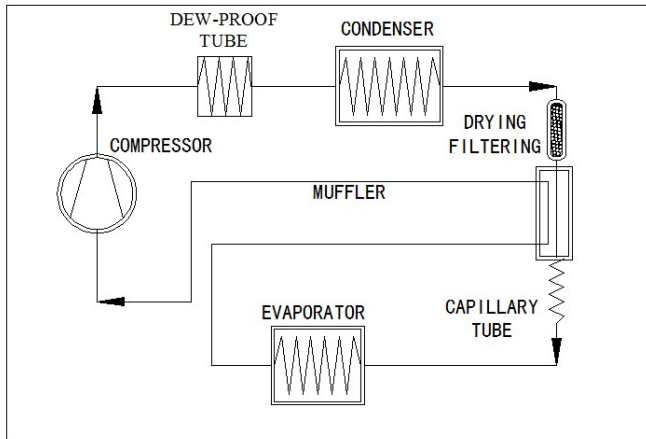 DEW-PROOF
TUBE
CONDENSER
DRYING
FILTERING
COMPRESSOR
MUFFLER
CAPILLARY
TUBE
EVAPORATOR